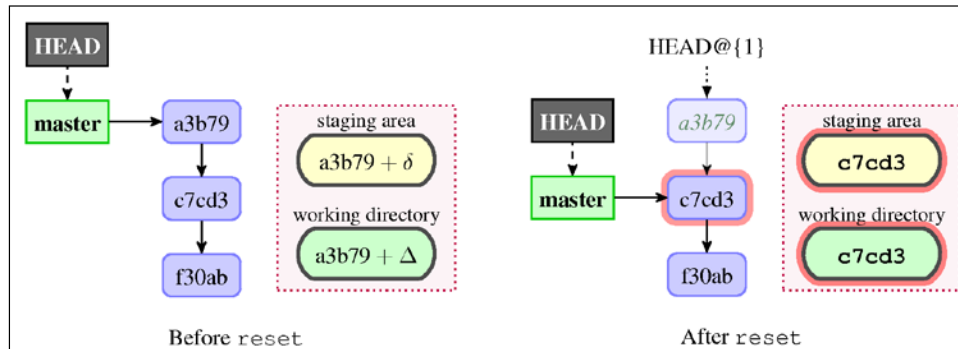 HEAD
master
a3b79
c7cd3
f30ab
staging area
a3b79 + δ
working directory
a3b79 + Δ
Before reset
HEAD@{1}
HEAD
a3b79
master
c7cd3
f30ab
staging area
c7cd3
working directory
c7cd3
After reset